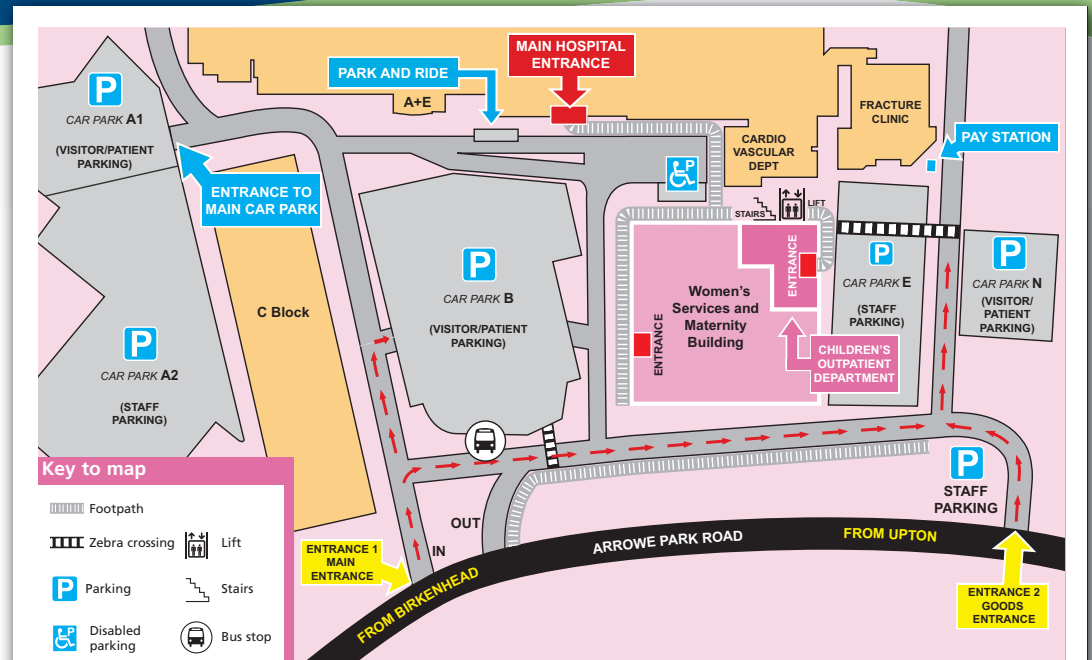 MAIN HOSPITAL
ENTRANCE
PARK AND RIDE
A+E
P
CAR PARK A1
(VISITOR/PATIENT
PARKING)
ENTRANCE TO
MAIN CAR PARK
FRACTURE
CLINIC
CARDIO
VASCULAR
DEPT
PAY STATION
P
STAIRS
LIFT
ENTRANCE
P
CAR PARK B
(VISITOR/PATIENT
PARKING)
C Block
Women's
Services and
Maternity
Building
ENTRANCE
P
CAR PARK E
(STAFF
PARKING)
P
CAR PARK N
(VISITOR/
PATIENT
PARKING)
CHILDREN'S
OUTPATIENT
DEPARTMENT
P
CAR PARK A2
(STAFF
PARKING)
P
STAFF
PARKING
OUT
IN
ENTRANCE 1
MAIN
ENTRANCE
FROM BIRKENHEAD
ARROWE PARK ROAD
FROM UPTON
ENTRANCE 2
GOODS
ENTRANCE
Key to map
Footpath
Zebra crossing
Lift
P
Parking
Stairs
P
Disabled
parking
Bus stop